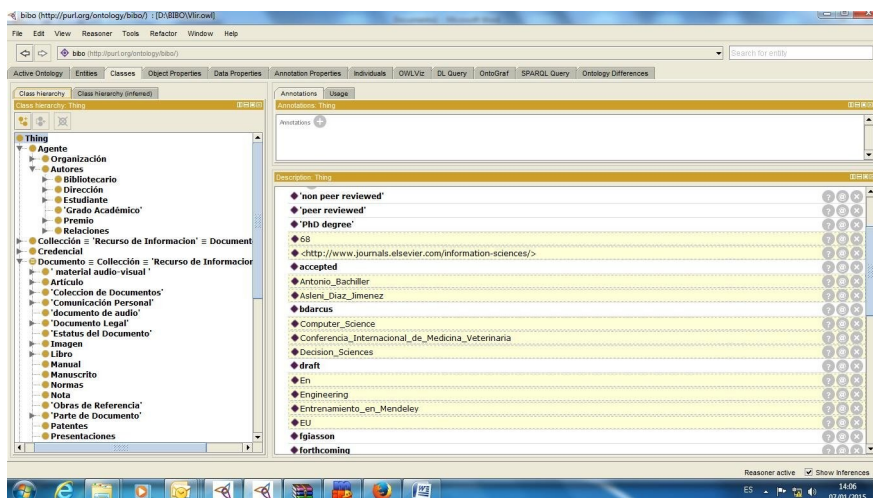 bibo (http://purl.org/ontology/bibo/) : [D:\BIBO\Vlir.owl]
File Edit View Reasoner Tools Refactor Window Help
bibo (http://purl.org/ontology/bibo/)
Search for entity
Active Ontology Entities Classes Object Properties Data Properties Annotation Properties Individuals OWLViz DL Query OntoGraf SPARQL Query Ontology Differences
Class hierarchy Class hierarchy (inferred)
Class hierarchy: Thing
Thing
Agente
Organización
Autores
Bibliotecario
Dirección
Estudiante
'Grado Académico'
Premio
Relaciones
Collección ≡ 'Recurso de Informacion' ≡ Document
Credencial
Documento ≡ Collección ≡ 'Recurso de Informacior
' material audio-visual '
Artículo
'Coleccion de Documentos'
'Comunicación Personal'
'documento de audio'
'Documento Legal'
'Estatus del Documento'
Imagen
Libro
Manual
Manuscrito
Normas
Nota
'Obras de Referencia'
'Parte de Documento'
Patentes
Presentaciones
Annotations Usage
Annotations: Thing
Annotations
Description: Thing
'non peer reviewed'
'peer reviewed'
'PhD degree'
68
<http://www.journals.elsevier.com/information-sciences/>
accepted
Antonio_Bachiller
Asleni_Diaz_Jimenez
bdarcus
Computer_Science
Conferencia_Internacional_de_Medicina_Veterinaria
Decision_Sciences
draft
En
Engineering
Entrenamiento_en_Mendeley
EU
fgiasson
forthcoming
Reasoner active Show Inferences
ES 14:06
07/01/2015